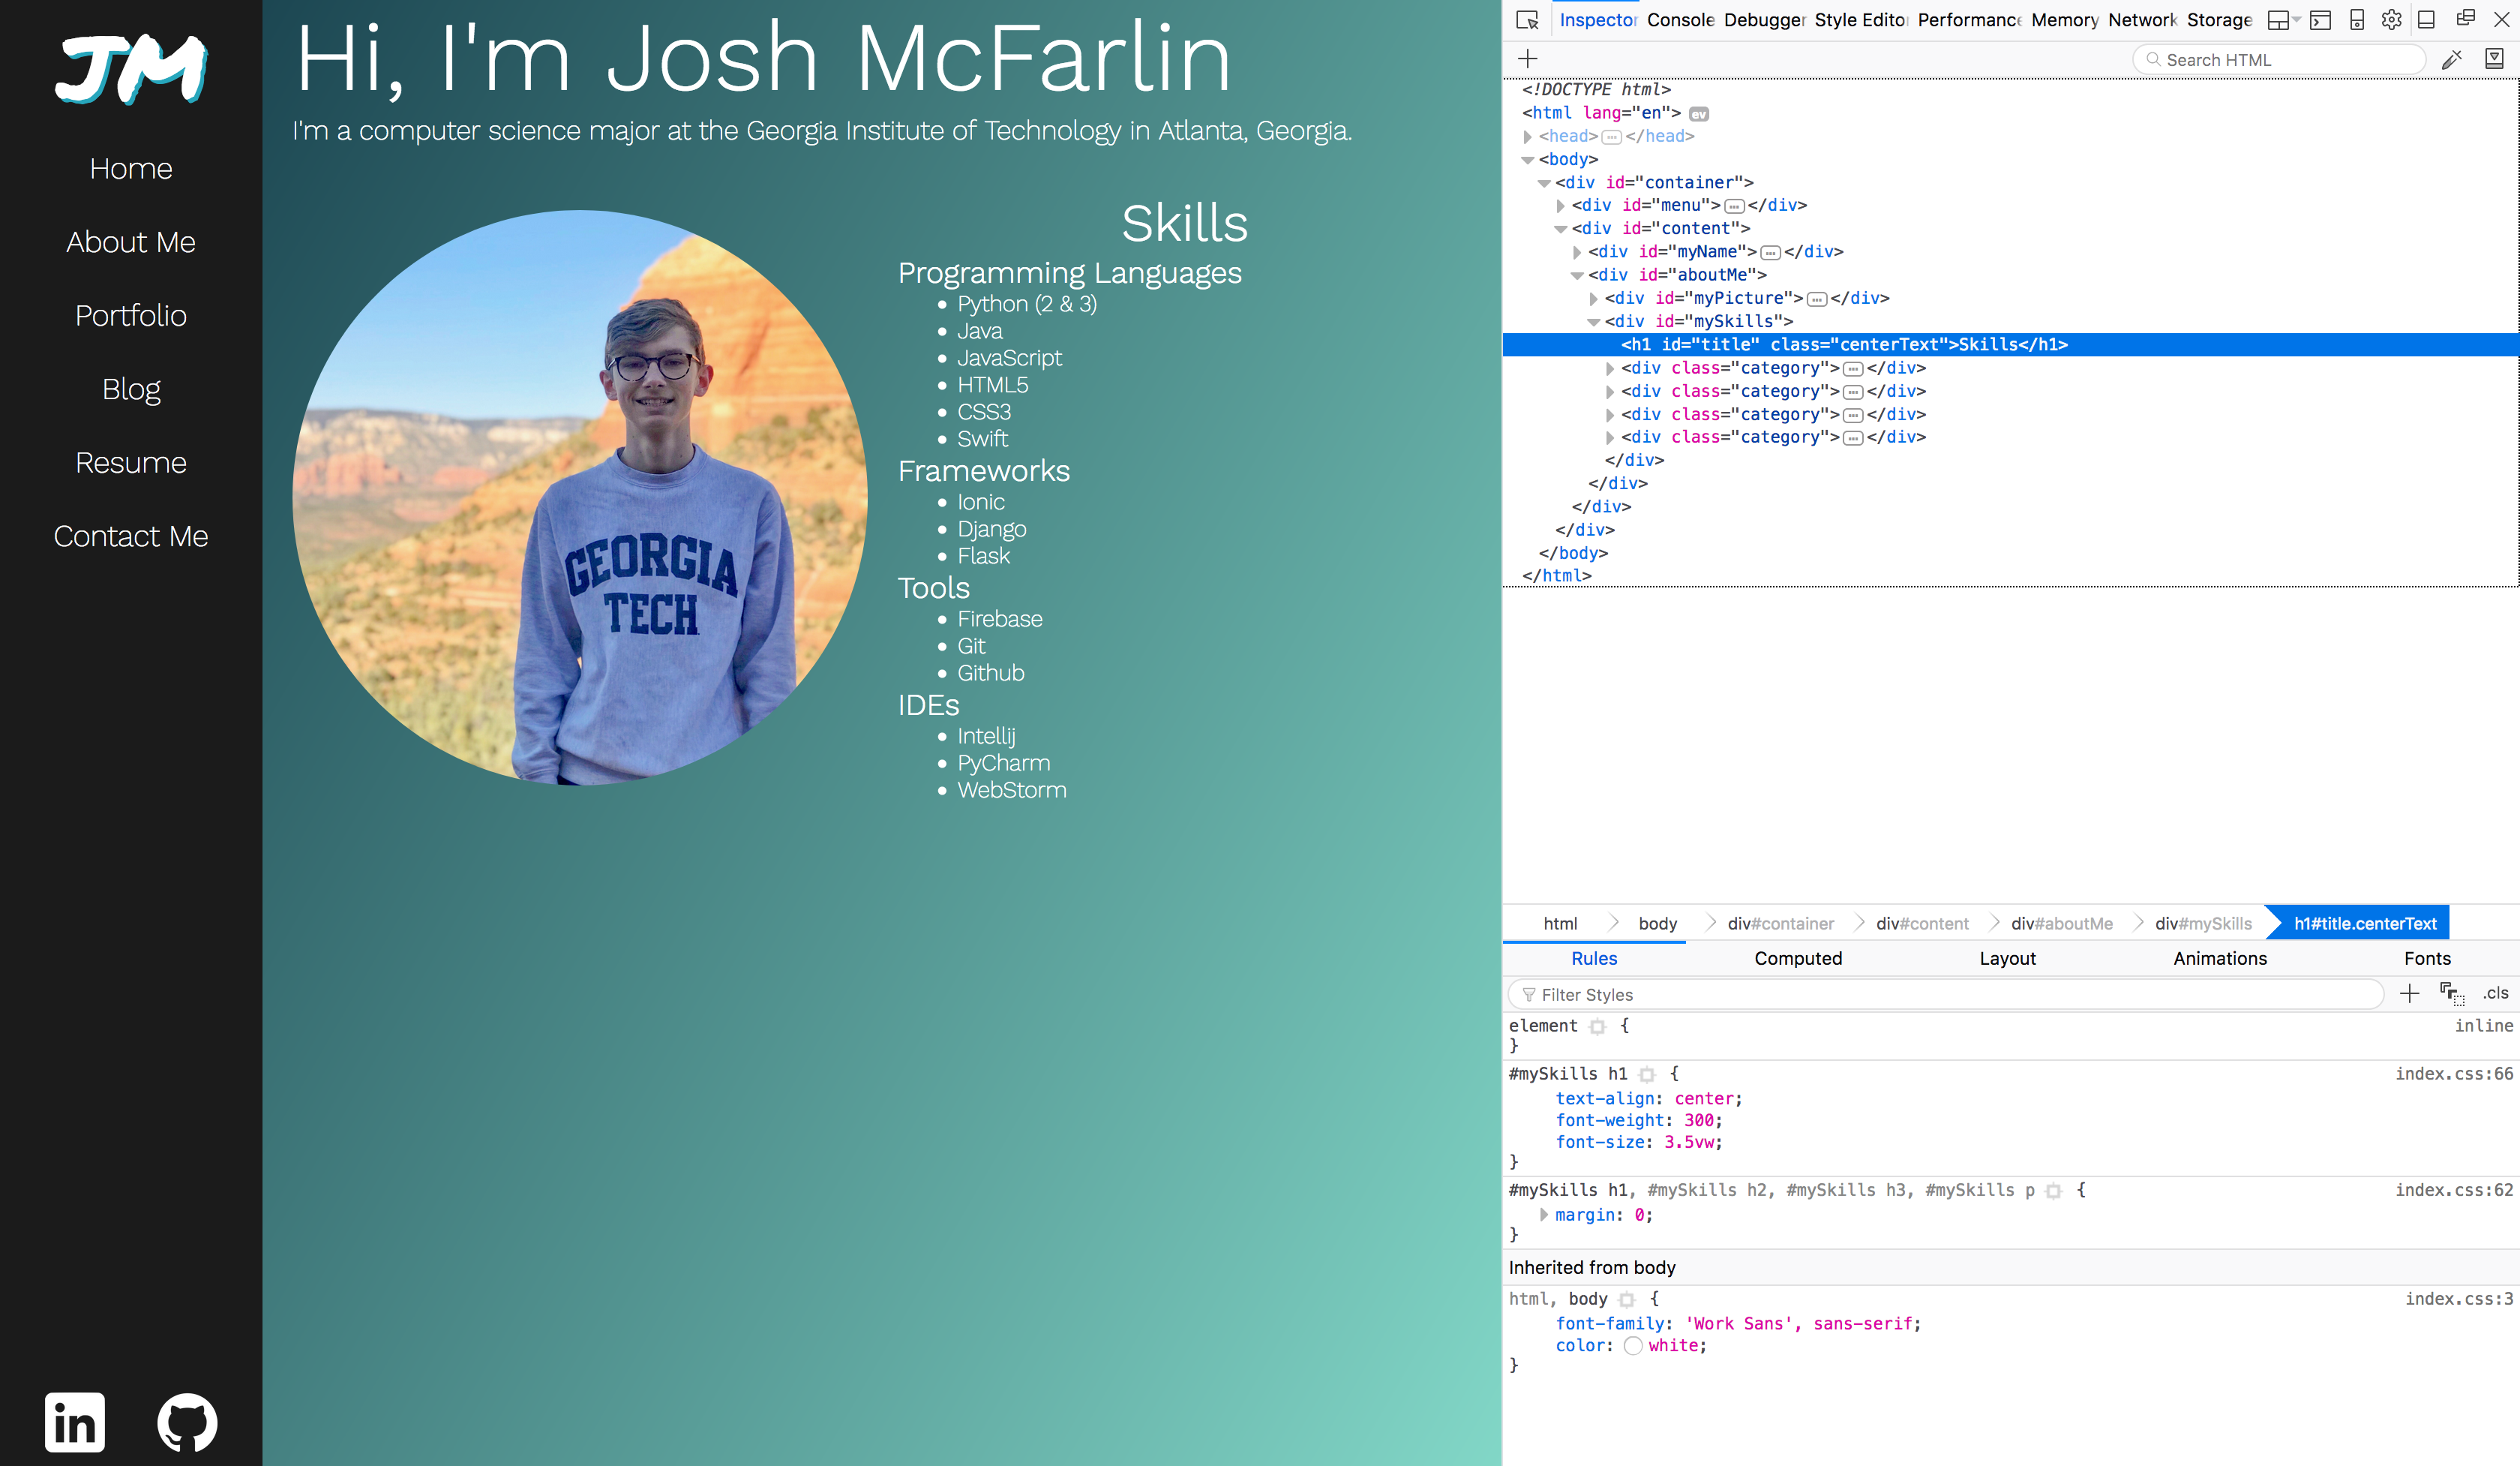 JM
Home
About Me
Portfolio
Blog
Resume
Contact Me
in
Hi, I'm Josh McFarlin
I'm a computer science major at the Georgia Institute of Technology in Atlanta, Georgia.
GEORGIA
TECH
Skills
Programming Languages
Python (2 & 3)
Java
JavaScript
HTML5
CSS3
Swift
Frameworks
Ionic
Django
Flask
Tools
Firebase
Git
Github
IDEs
Intellij
PyCharm
WebStorm
Inspector Console Debugger Style Editor Performance Memory Network Storage
Search HTML
<!DOCTYPE html>
<html lang="en"> ev
<head>…</head>
<body>
<div id="container">
<div id="menu">…</div>
<div id="content">
<div id="myName">…</div>
<div id="aboutMe">
<div id="myPicture">…</div>
<div id="mySkills">
<h1 id="title" class="centerText">Skills</h1>
<div class="category">…</div>
<div class="category">…</div>
<div class="category">…</div>
<div class="category">…</div>
</div>
</div>
</div>
</div>
</body>
</html>
html body div#container div#content div#aboutMe div#mySkills h1#title.centerText
Rules Computed Layout Animations Fonts
Filter Styles .cls
element { inline
}
#mySkills h1 { index.css:66
text-align: center;
font-weight: 300;
font-size: 3.5vw;
}
#mySkills h1, #mySkills h2, #mySkills h3, #mySkills p { index.css:62
margin: 0;
}
Inherited from body
html, body { index.css:3
font-family: 'Work Sans', sans-serif;
color: white;
}